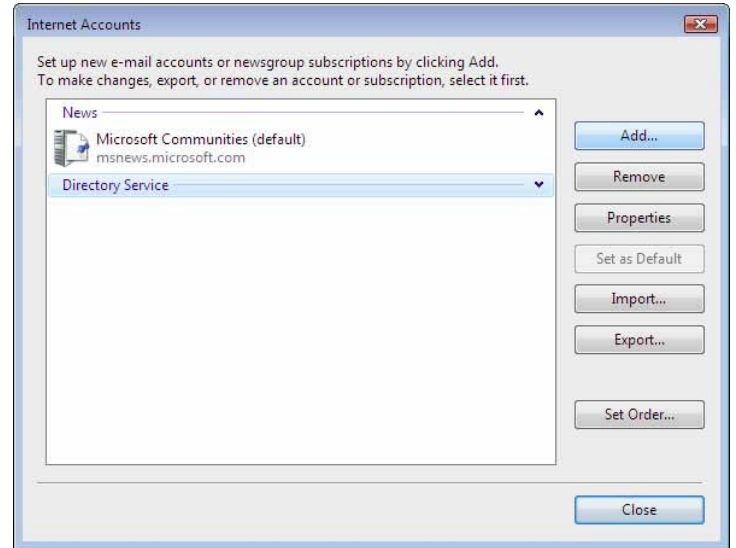 Internet Accounts
Set up new e-mail accounts or newsgroup subscriptions by clicking Add.
To make changes, export, or remove an account or subscription, select it first.
News
Microsoft Communities (default)
msnews.microsoft.com
Directory Service
Add...
Remove
Properties
Set as Default
Import...
Export...
Set Order...
Close